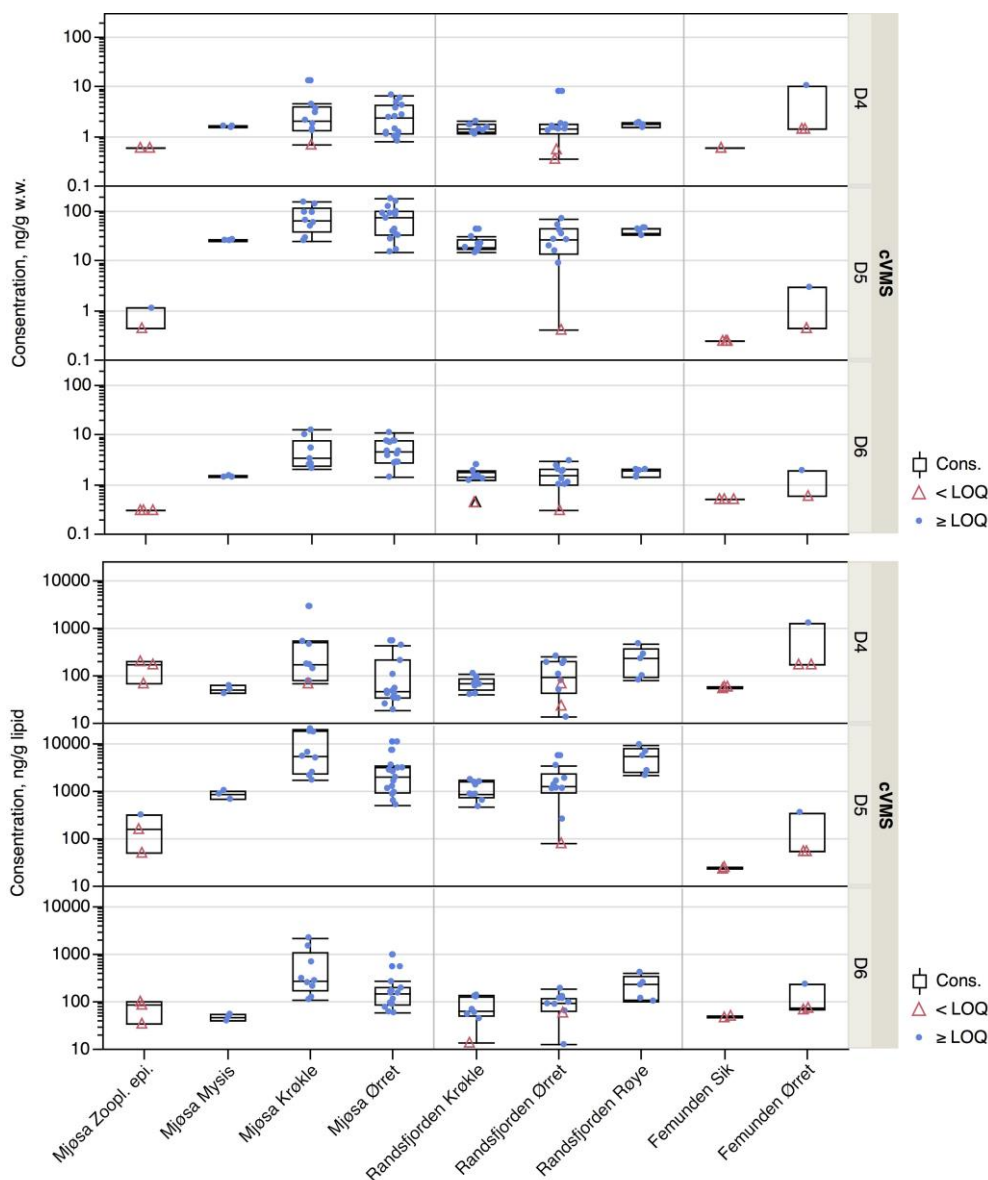 Consentration, ng/g w.w.
100
10
1
0.1
D4
100
10
1
0.1
D5
cVMS
100
10
1
0.1
D6
Cons.
< LOQ
≥ LOQ
Concentration, ng/g lipid
10000
1000
100
10
D4
10000
1000
100
10
D5
cVMS
10000
1000
100
10
D6
Cons.
< LOQ
≥ LOQ
Mjøsa Zoopl. epi.
Mjøsa Mysis
Mjøsa Krøkle
Mjøsa Ørret
Randsfjorden Krøkle
Randsfjorden Ørret
Randsfjorden Røye
Femunden Sik
Femunden Ørret